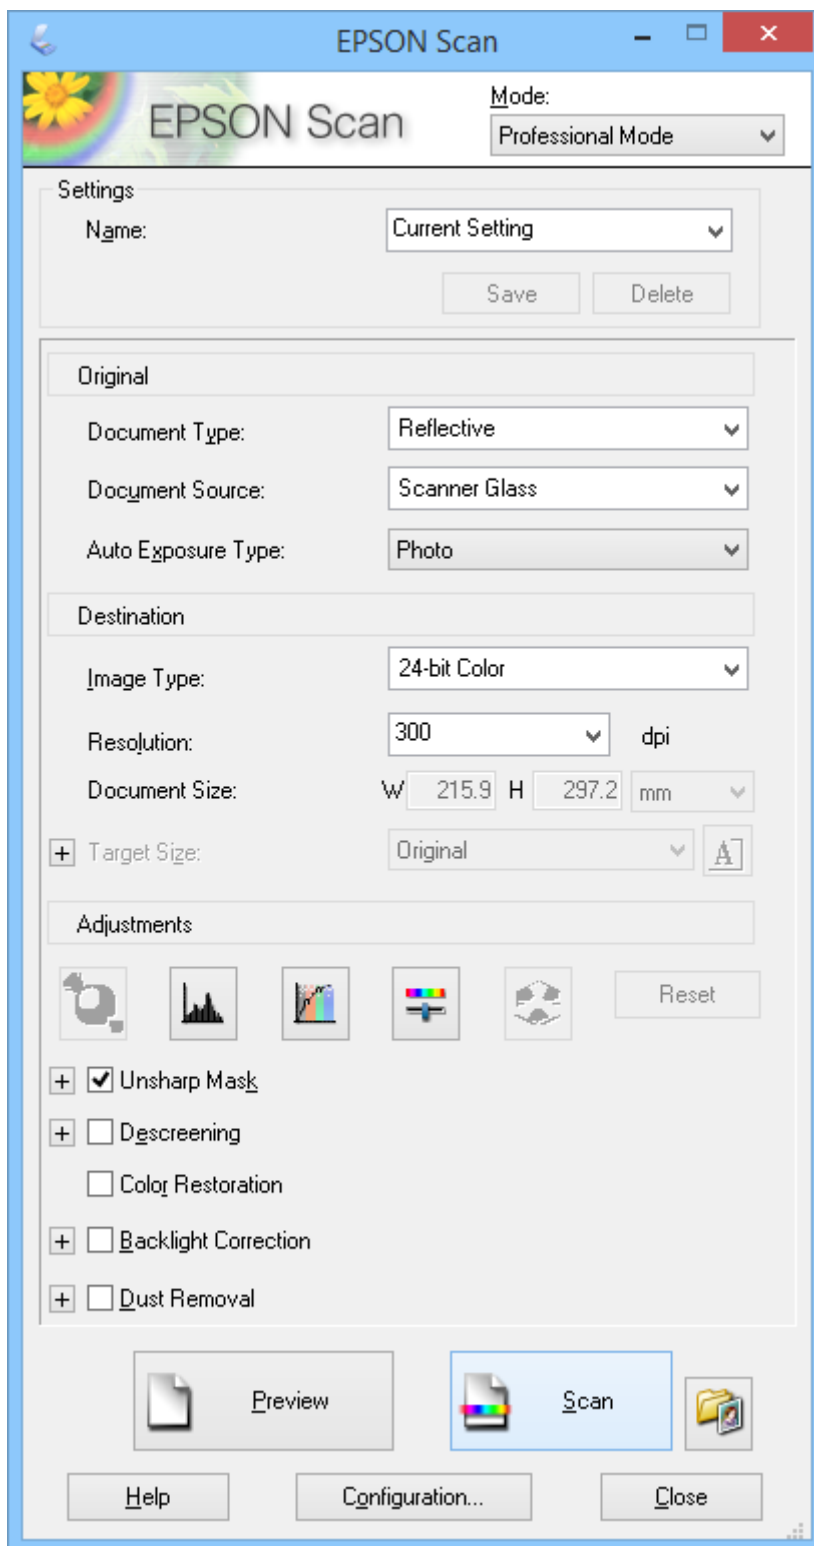 EPSON Scan
EPSON Scan
Mode:
Professional Mode
Settings
Name: Current Setting
Save Delete
Original
Document Type: Reflective
Document Source: Scanner Glass
Auto Exposure Type: Photo
Destination
Image Type: 24-bit Color
Resolution: 300 dpi
Document Size: W 215.9 H 297.2 mm
+ Target Size: Original A
Adjustments
Reset
+ Unsharp Mask
+ Descreening
Color Restoration
+ Backlight Correction
+ Dust Removal
Preview Scan
Help Configuration... Close